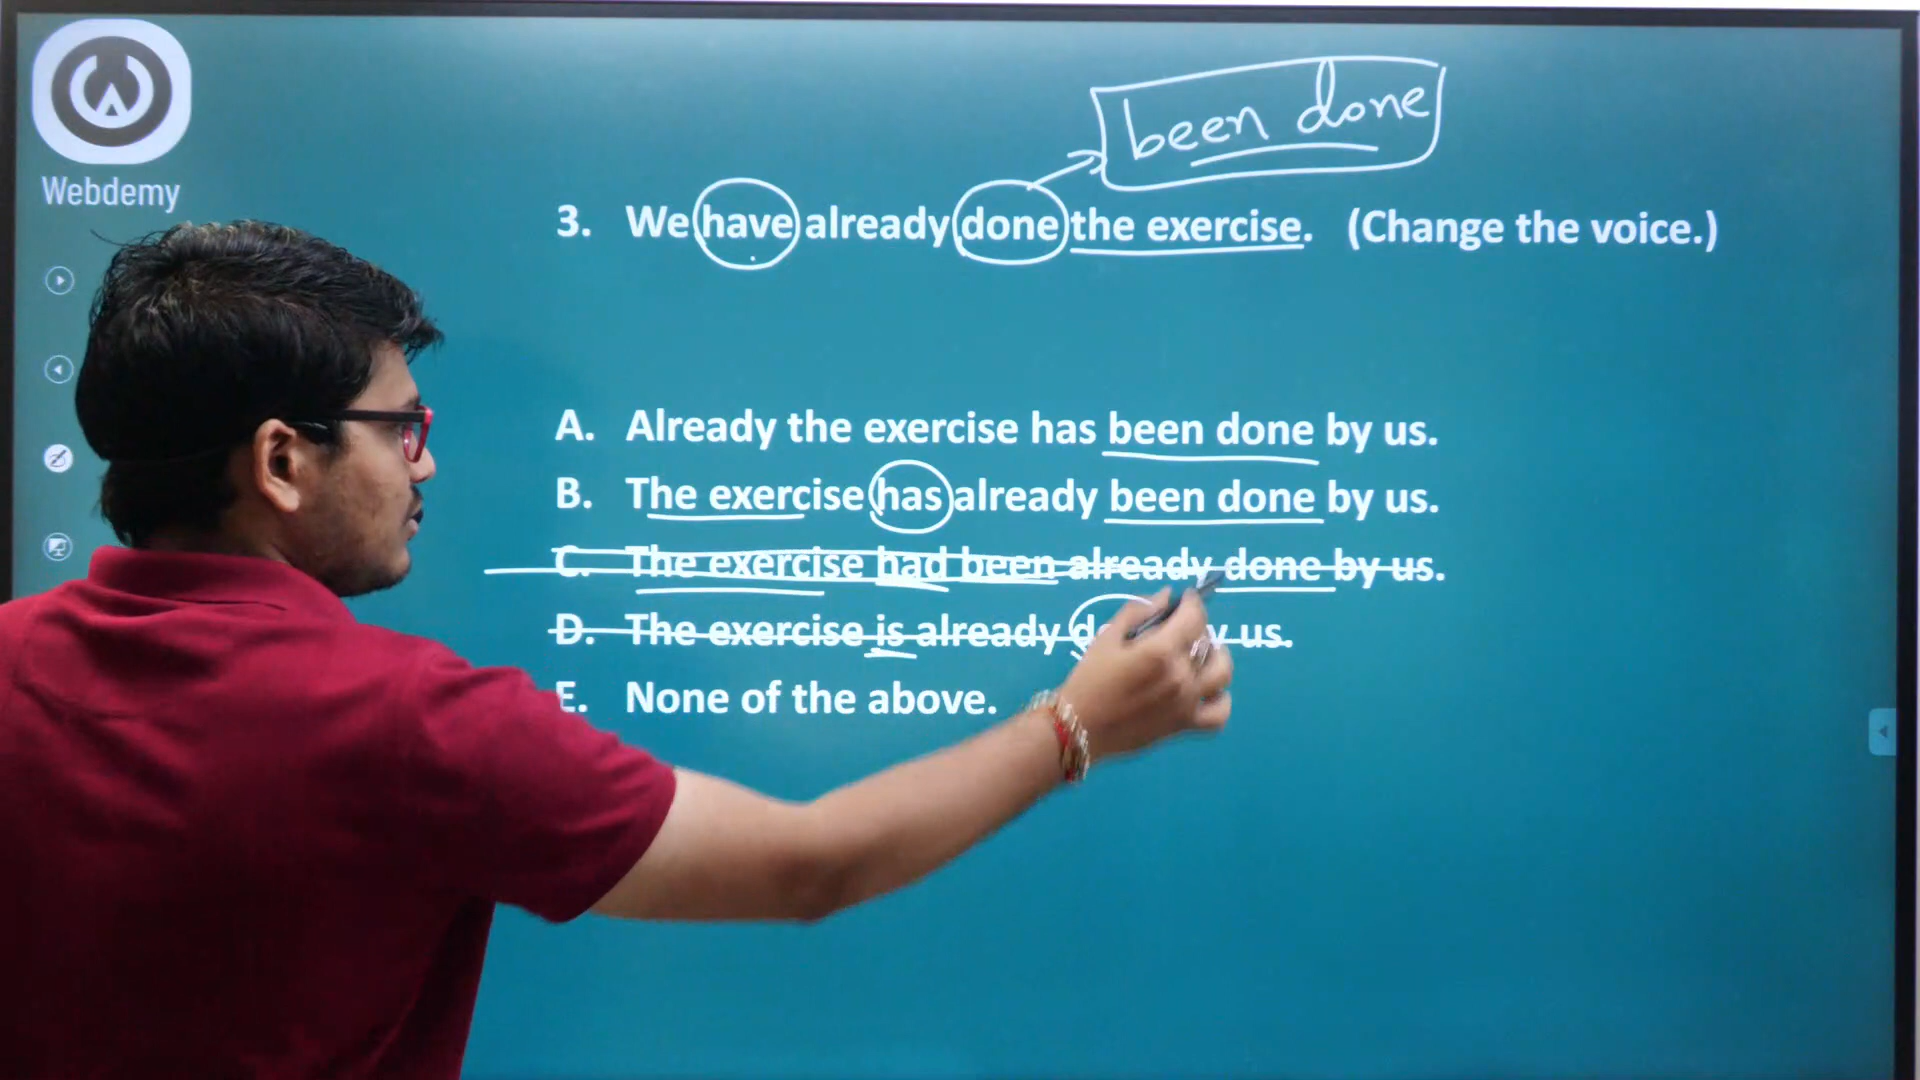 been done
Webdemy
3. We have already done the exercise. (Change the voice.)
A. Already the exercise has been done by us.
B. The exercise has already been done by us.
C. The exercise had been already done by us.
D. The exercise is already us.
E. None of the above.